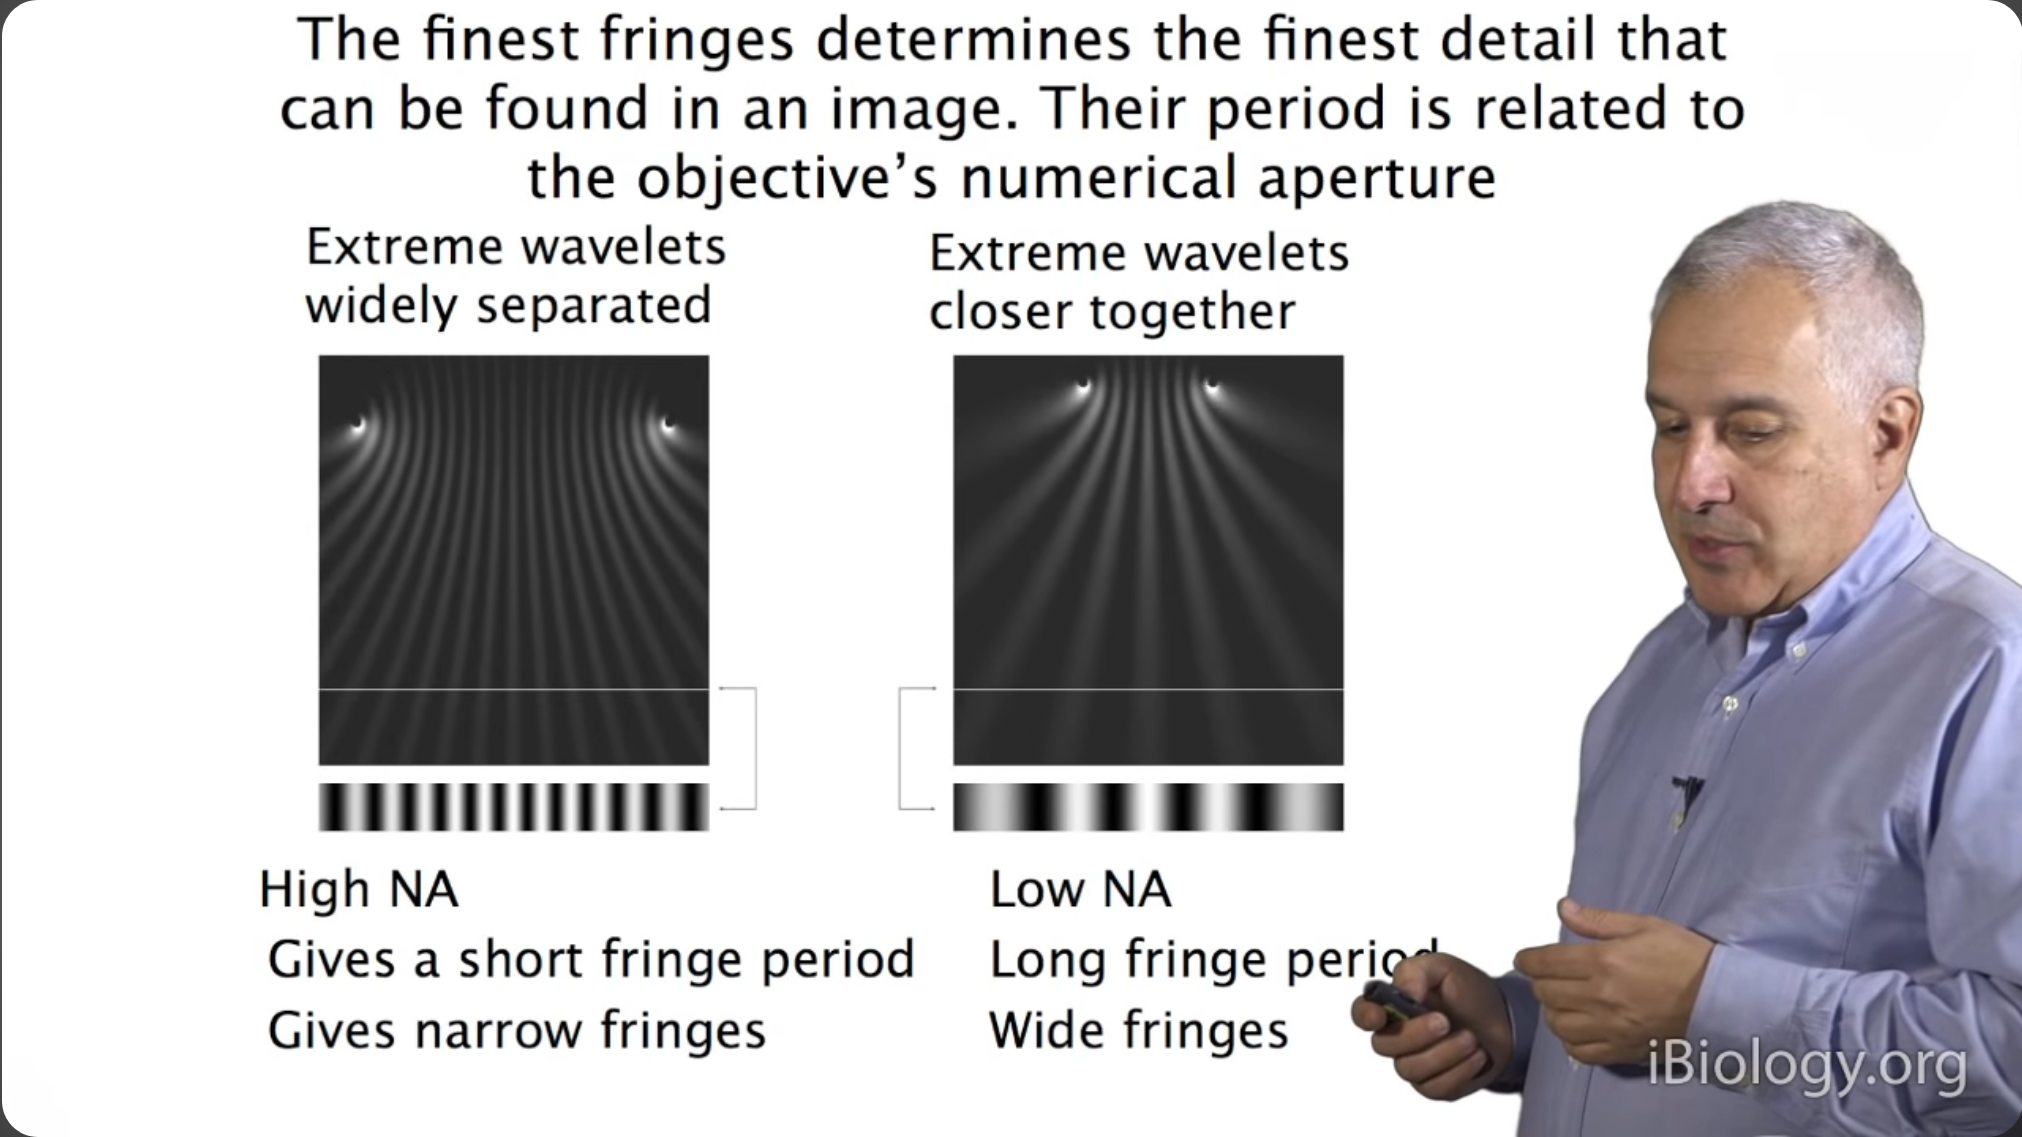 The finest fringes determines the finest detail that
can be found in an image. Their period is related to
the objective's numerical aperture
Extreme wavelets
widely separated
Extreme wavelets
closer together
High NA
Gives a short fringe period
Gives narrow fringes
Low NA
Long fringe period
Wide fringes
iBiology.org